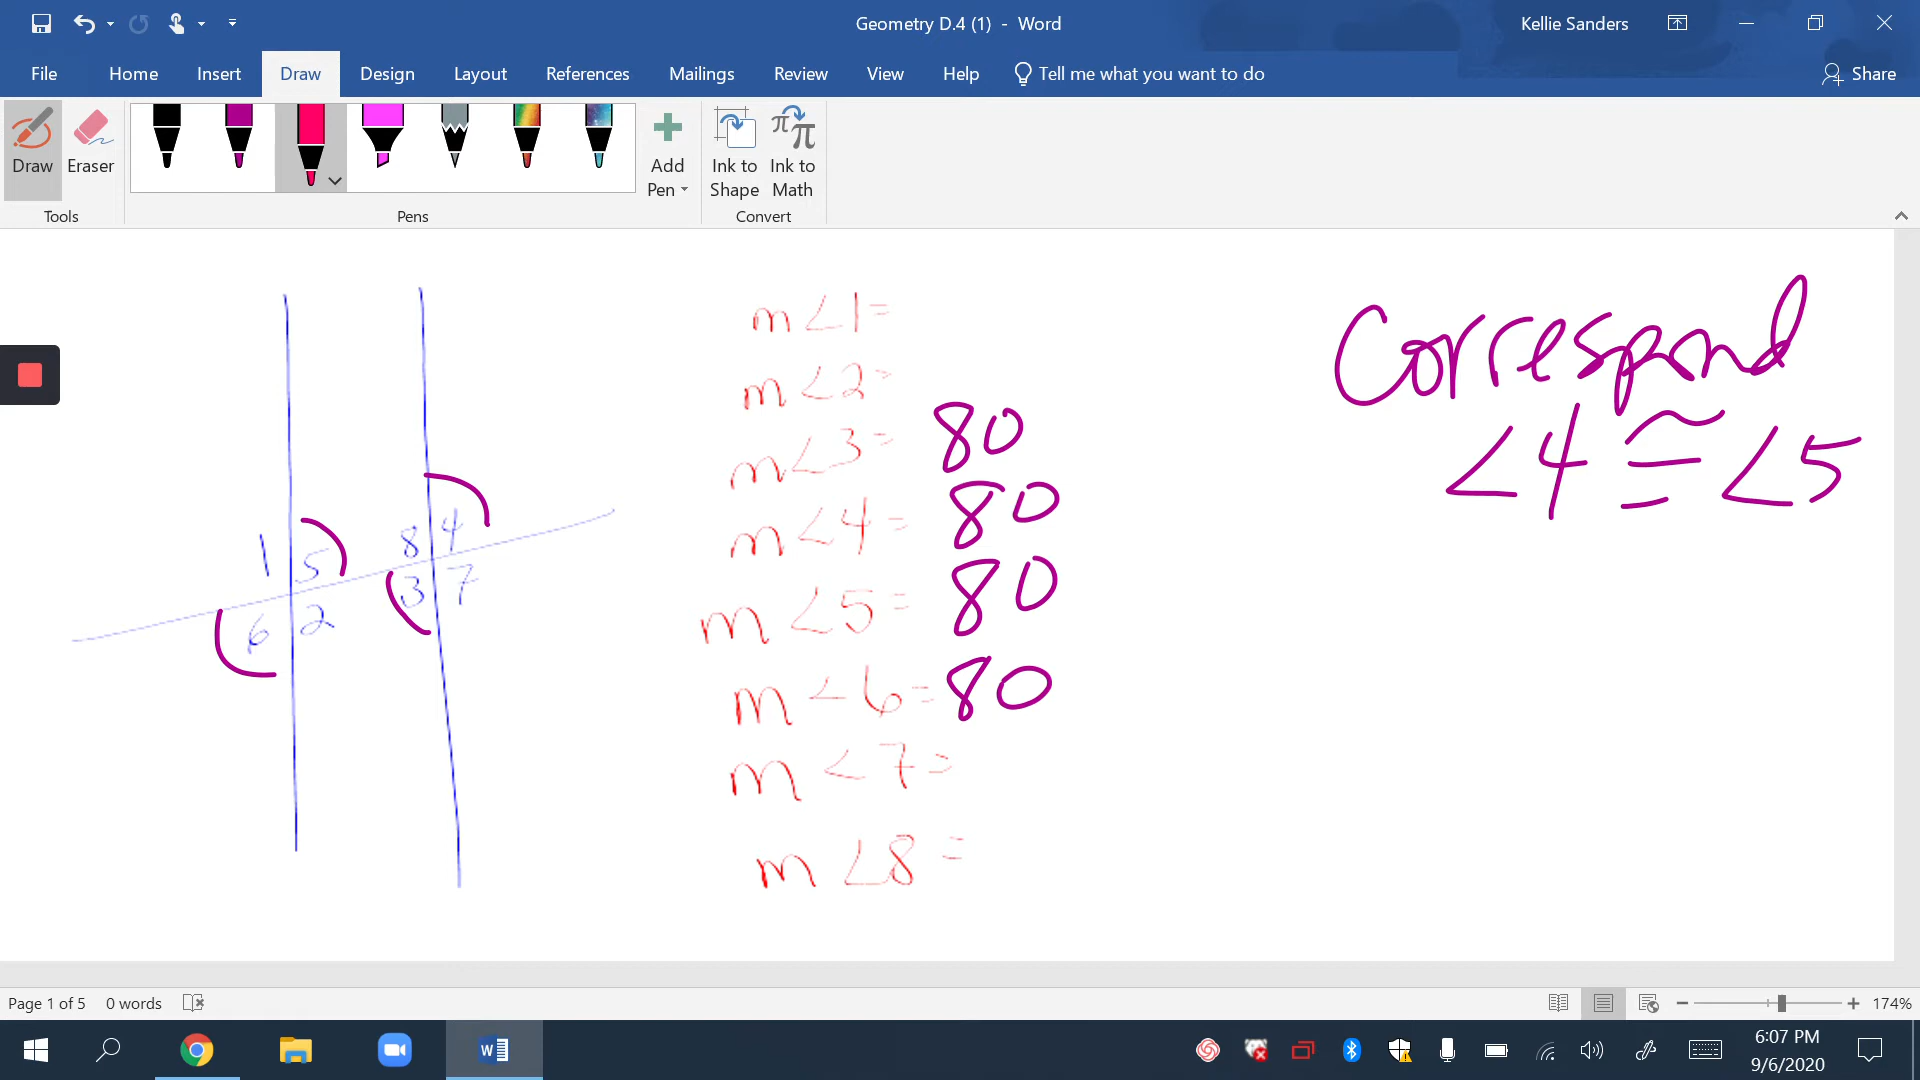 Geometry D.4 (1) - Word
Kellie Sanders
File Home Insert Draw Design Layout References Mailings Review View Help Tell me what you want to do Share
Draw Eraser
Add Pen
Ink to Shape
Ink to Math
Tools Pens Convert
m∠1=
m∠2=
m∠3= 80
m∠4= 80
m∠5= 80
m∠6= 80
m∠7=
m∠8=
Correspond
∠4 ≅ ∠5
1 5 8 4
6 2 3 7
Page 1 of 5 0 words 174%
6:07 PM
9/6/2020